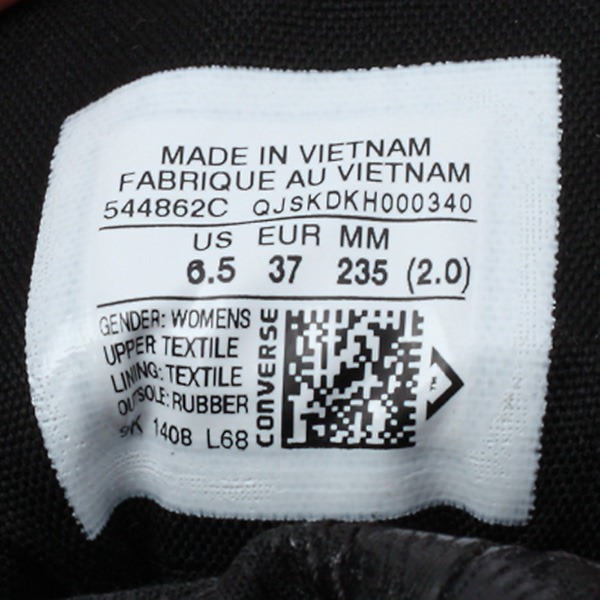 MADE IN VIETNAM
FABRIQUE AU VIETNAM
544862C QJSKDKH000340
US EUR MM
6.5 37 235 (2.0)
GENDER: WOMENS
UPPER TEXTILE
LINING: TEXTILE
OUTSOLE: RUBBER
140B L68
CONVERSE